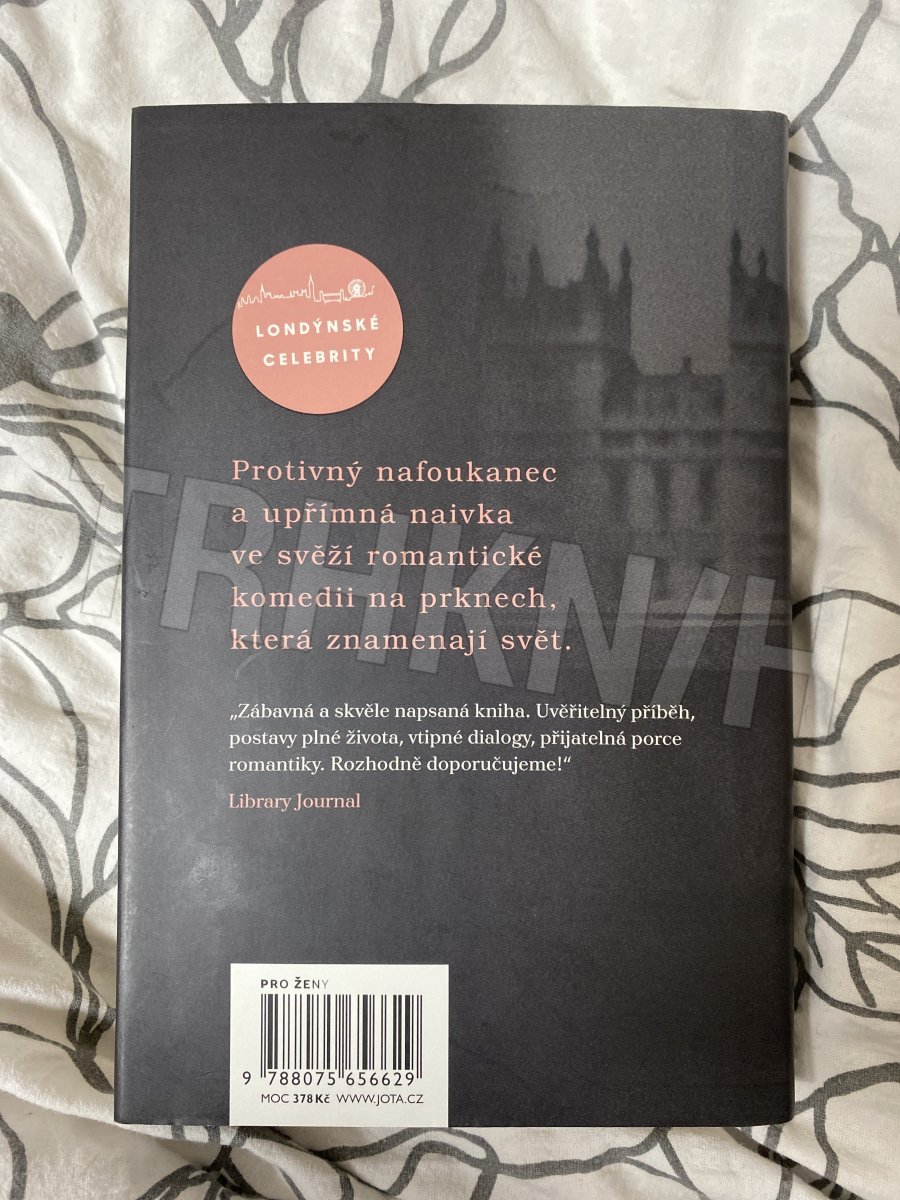 LONDÝNSKÉ
CELEBRITY
Protivný nafoukanec
a upřímná naivka
ve svěží romantické
komedii na prknech,
která znamenají svět.
„Zábavná a skvěle napsaná kniha. Uvěřitelný příběh,
postavy plné života, vtipné dialogy, přijatelná porce
romantiky. Rozhodně doporučujeme!“
Library Journal
PRO ŽENY
9 788075 656629
MOC 378 Kč WWW.JOTA.CZ
TRHKNIH